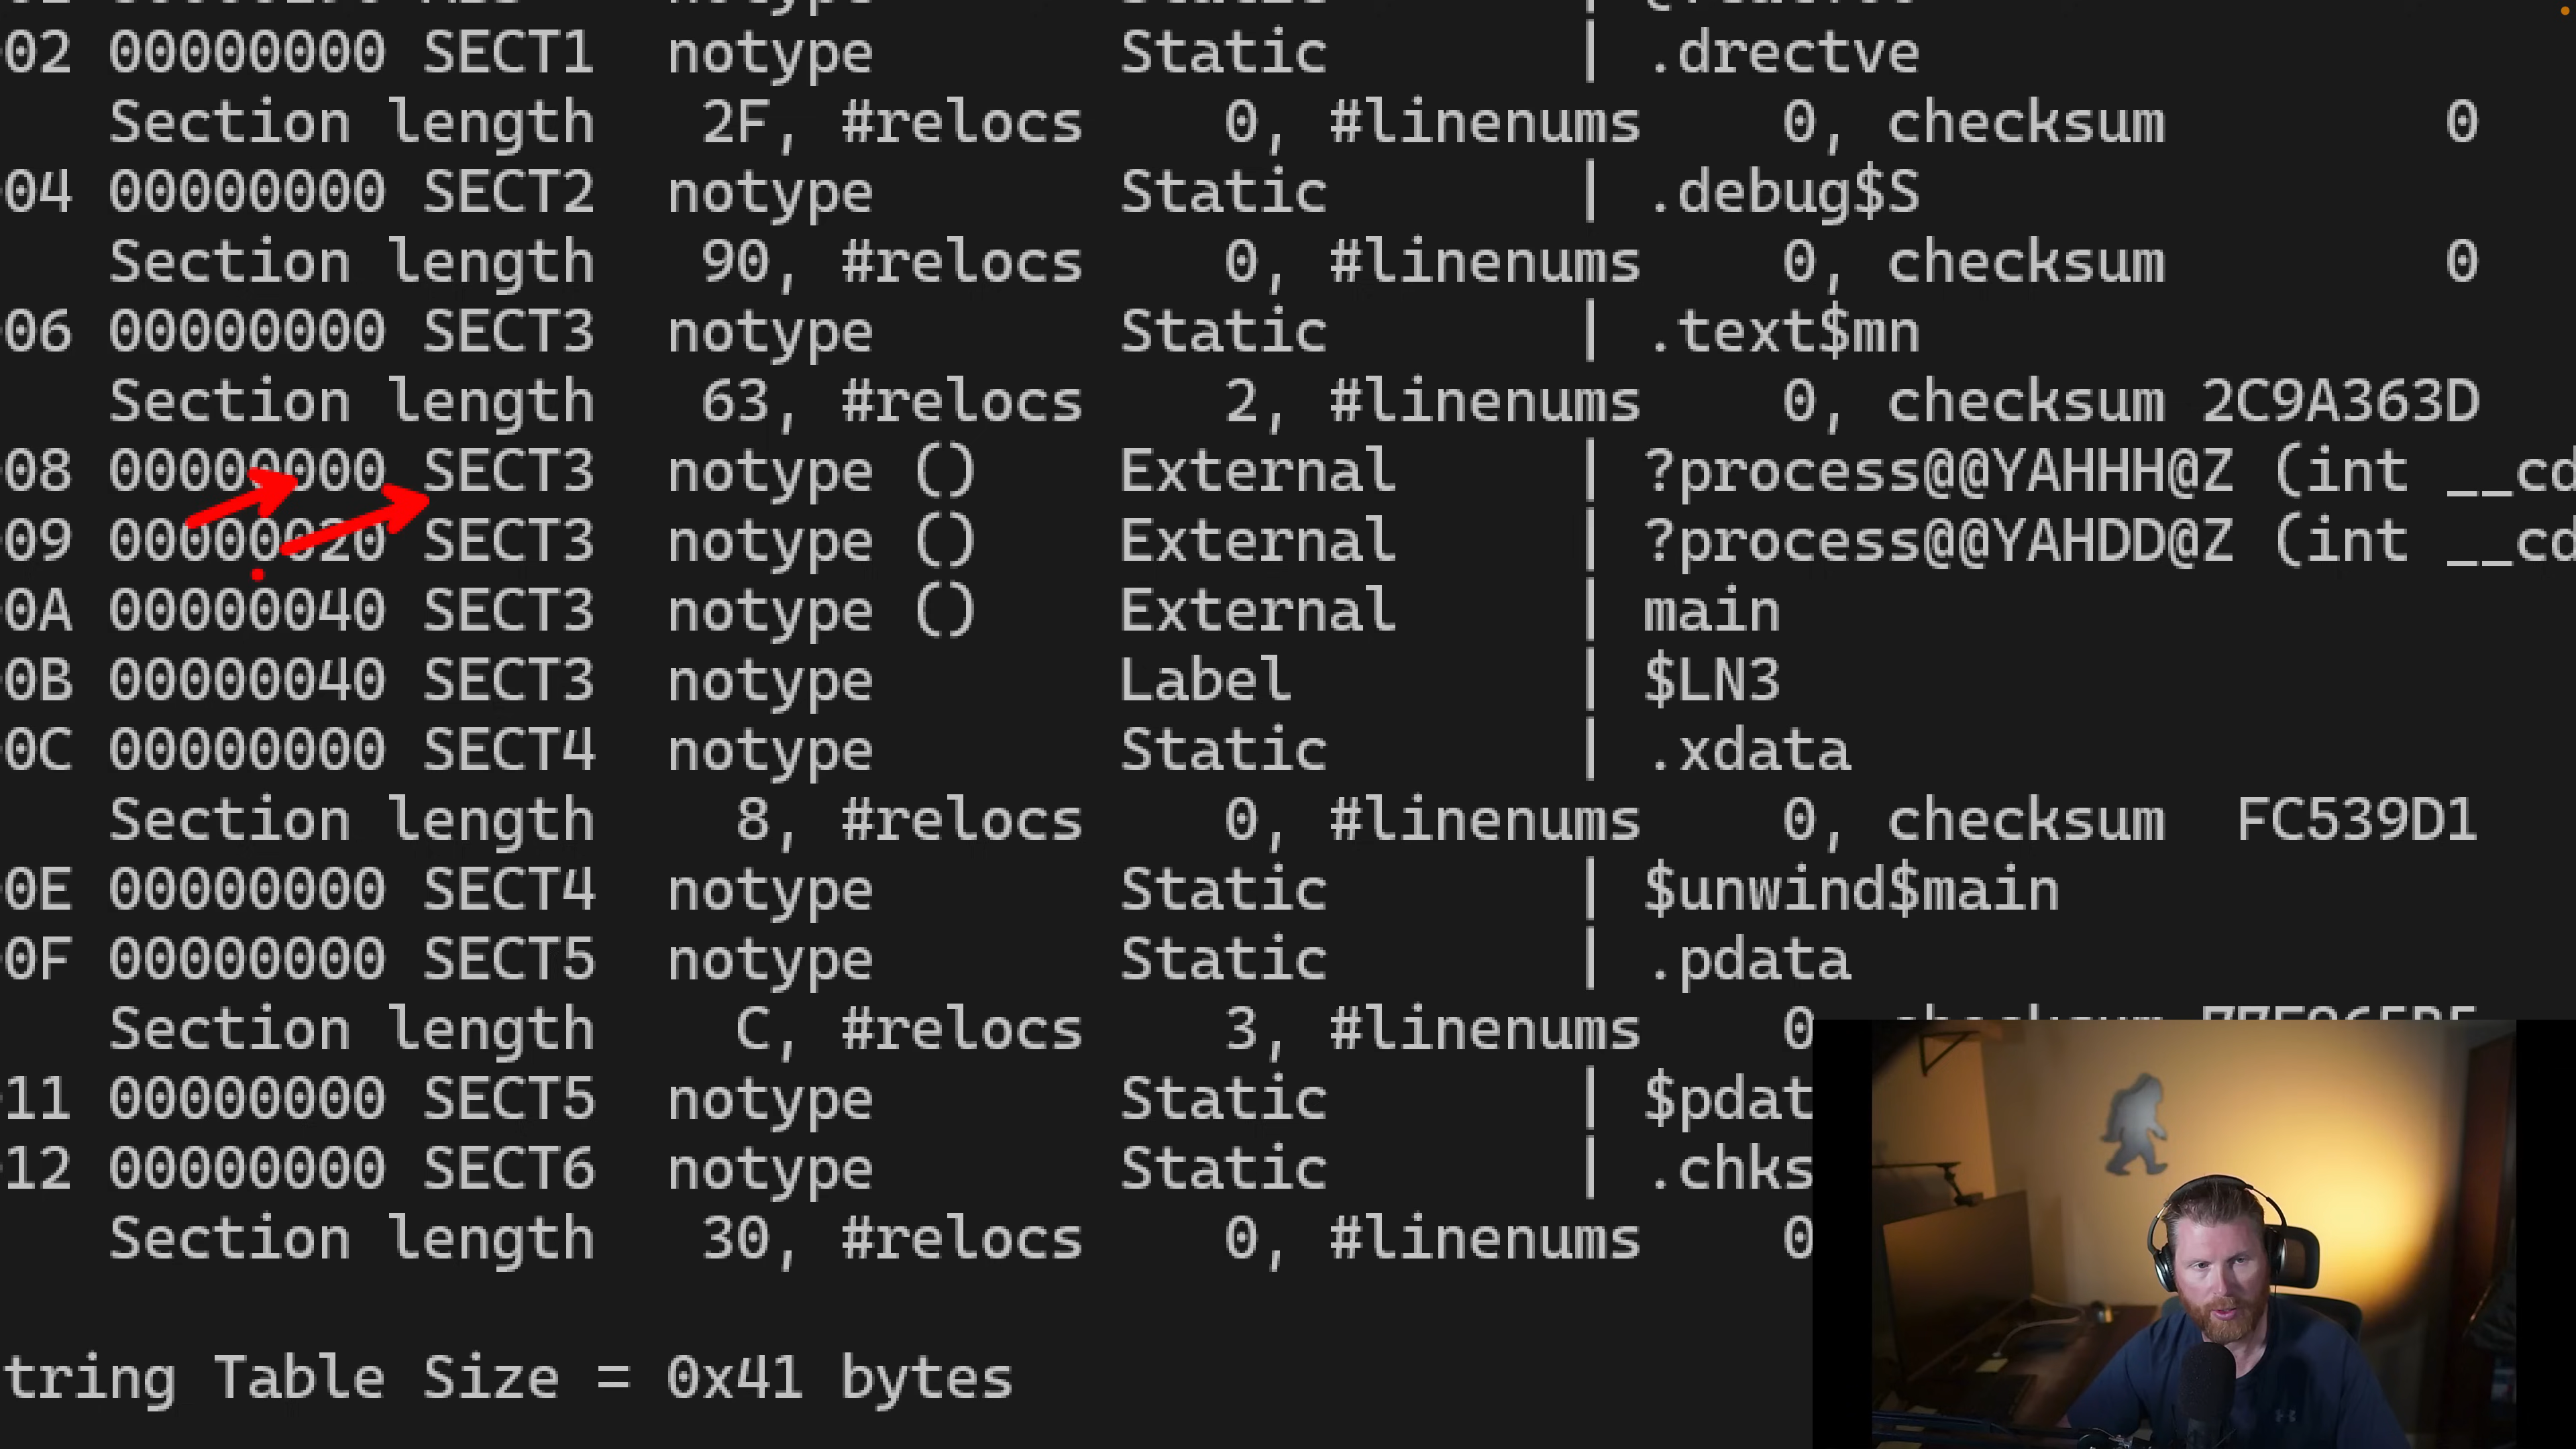 02 00000000 SECT1 notype Static | .drectve
Section length 2F, #relocs 0, #linenums 0, checksum 0
04 00000000 SECT2 notype Static | .debug$S
Section length 90, #relocs 0, #linenums 0, checksum 0
06 00000000 SECT3 notype Static | .text$mn
Section length 63, #relocs 2, #linenums 0, checksum 2C9A363D
08 00000000 SECT3 notype () External | ?process@@YAHHH@Z (int __cd
09 00000020 SECT3 notype () External | ?process@@YAHDD@Z (int __cd
0A 00000040 SECT3 notype () External | main
0B 00000040 SECT3 notype Label | $LN3
0C 00000000 SECT4 notype Static | .xdata
Section length 8, #relocs 0, #linenums 0, checksum FC539D1
0E 00000000 SECT4 notype Static | $unwind$main
0F 00000000 SECT5 notype Static | .pdata
Section length C, #relocs 3, #linenums 0 checksum
11 00000000 SECT5 notype Static | $pdat
12 00000000 SECT6 notype Static | .chks
Section length 30, #relocs 0, #linenums 0
tring Table Size = 0x41 bytes